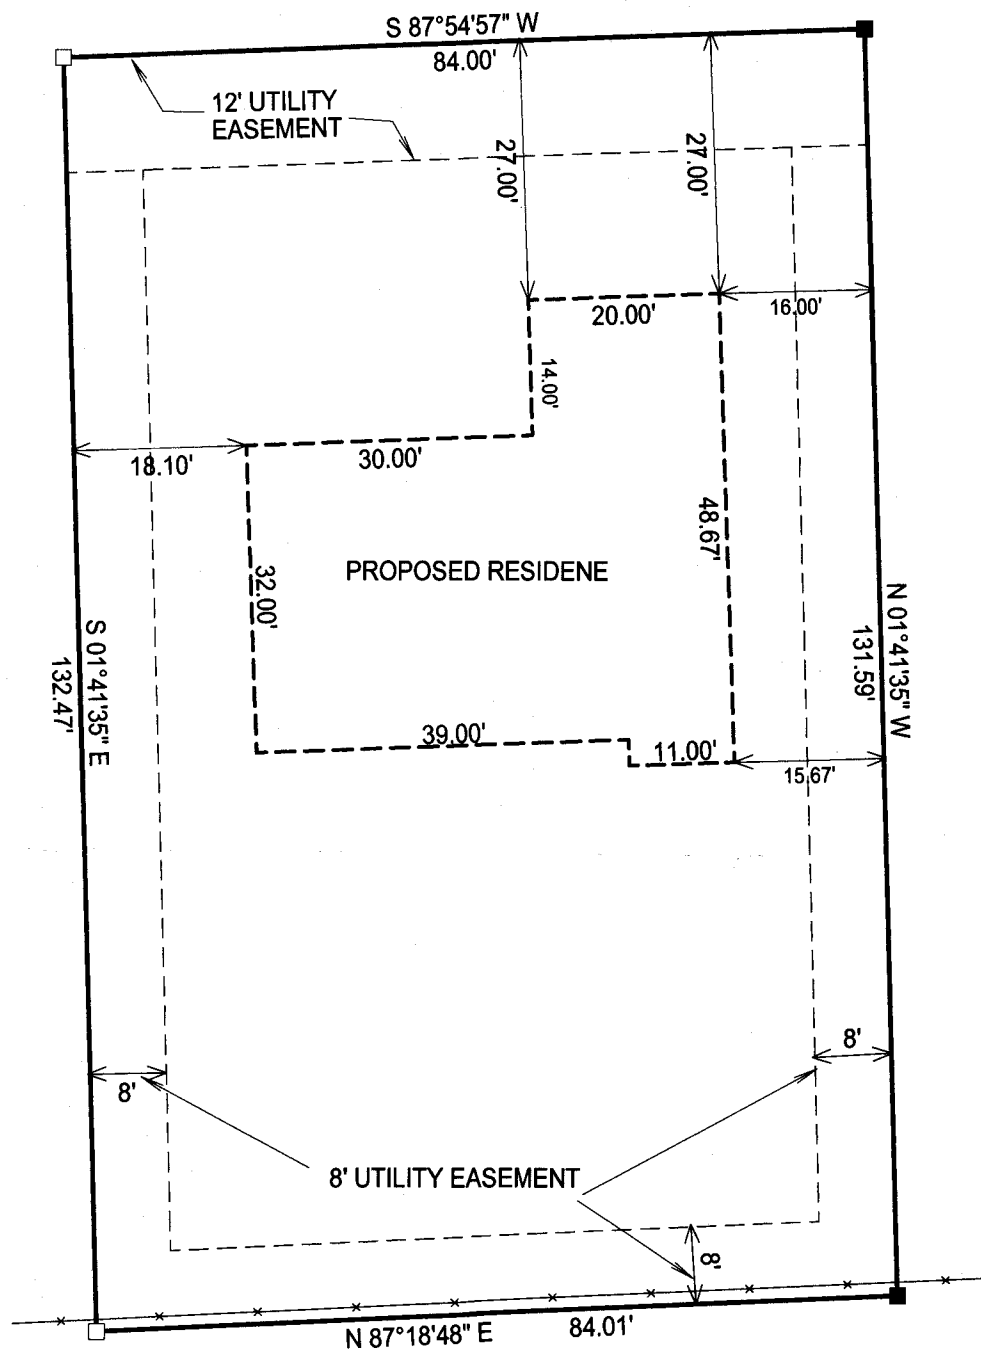 S 87°54'57" W
84.00'
12' UTILITY
EASEMENT
27.00'
27.00'
20.00'
16.00'
14.00'
18.10'
30.00'
48.67'
PROPOSED RESIDENE
32.00'
S 01°41'35" E
132.47'
N 01°41'35" W
131.59'
39.00'
11.00'
15.67'
8'
8'
8' UTILITY EASEMENT
8'
N 87°18'48" E
84.01'